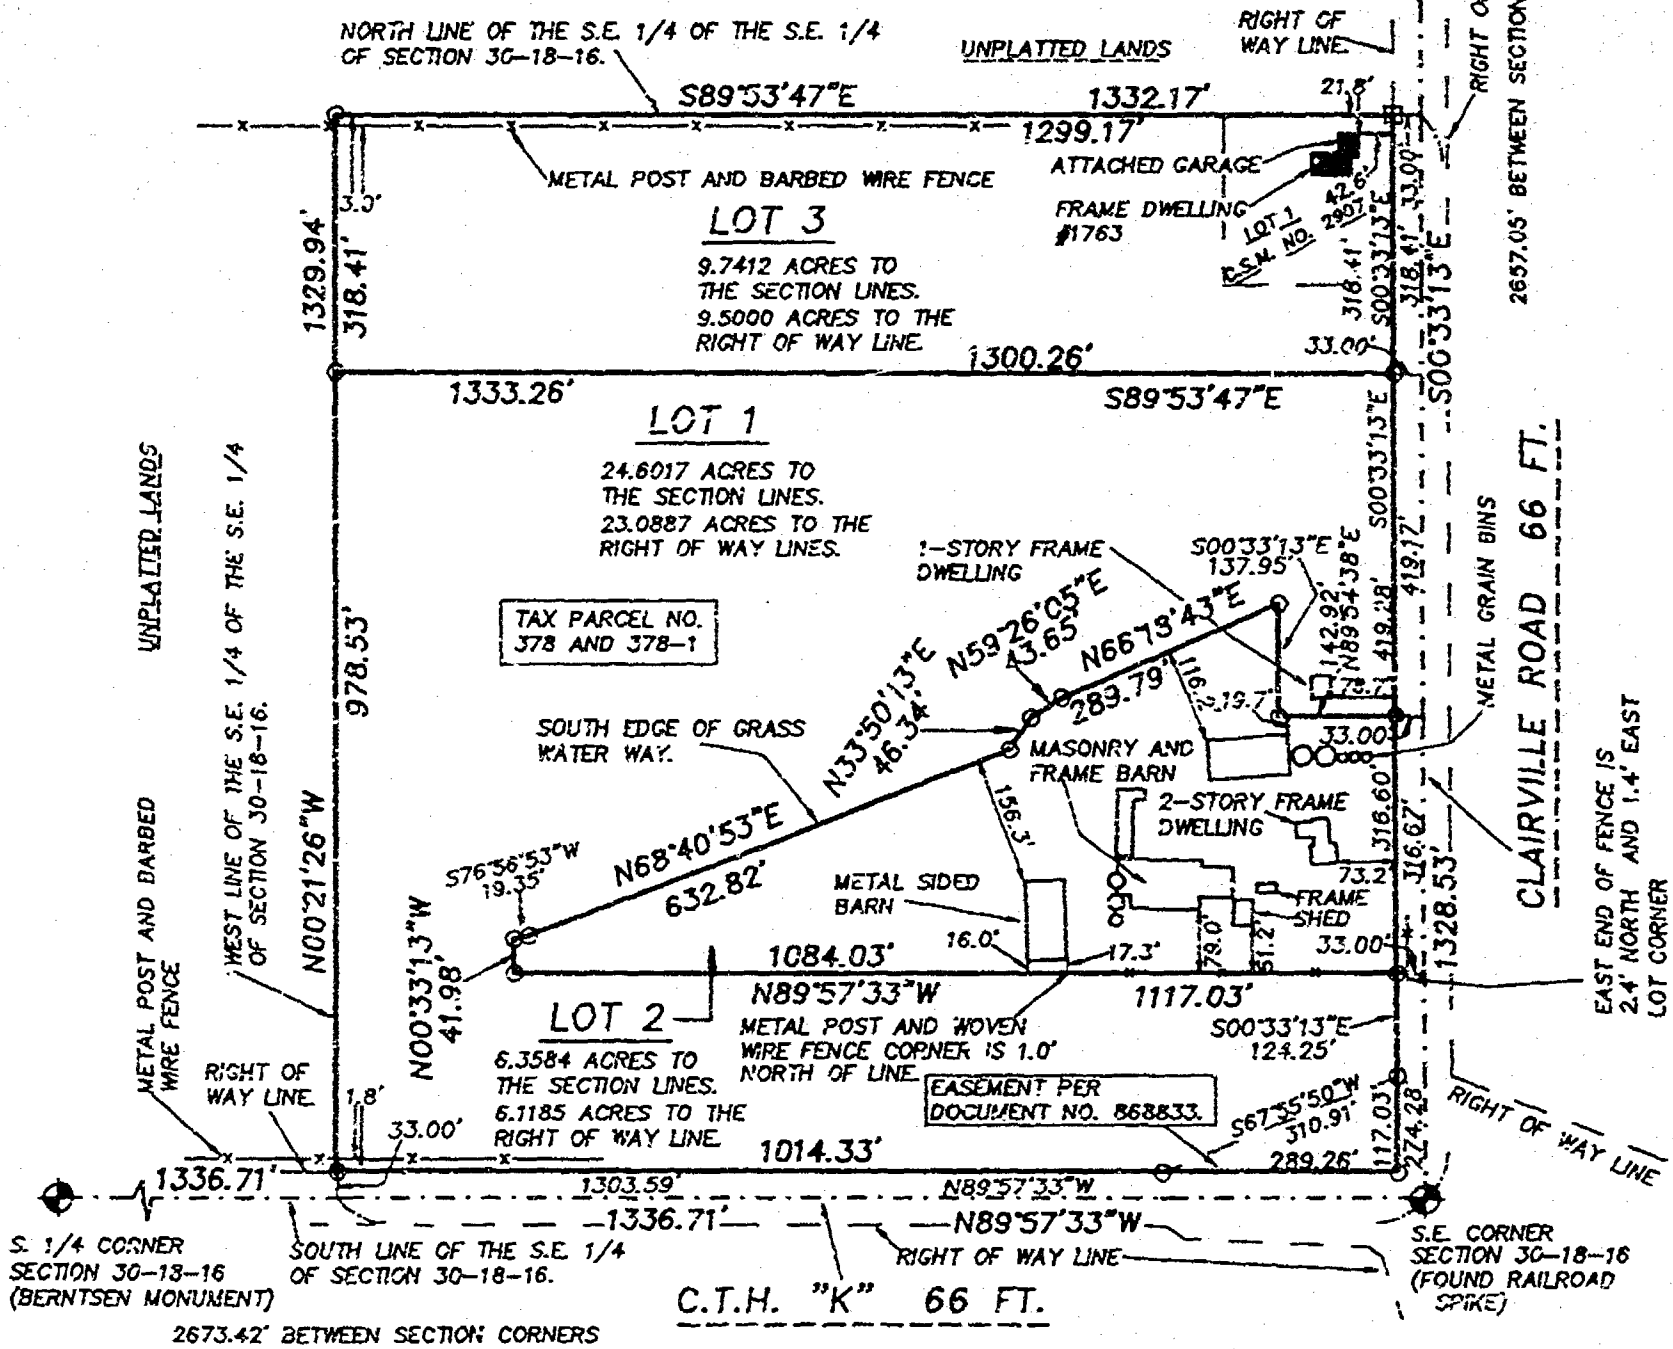 NORTH LINE OF THE S.E. 1/4 OF THE S.E. 1/4
OF SECTION 30-18-16.
UNPLATTED LANDS
RIGHT OF
WAY LINE
RIGHT O
2657.05' BETWEEN SECTION
S89°53'47"E
1332.17'
21.8'
1299.17'
METAL POST AND BARBED WIRE FENCE
ATTACHED GARAGE
FRAME DWELLING
#1763
3.0'
LOT 1
C.S.M. NO. 2907
42.6'
33.00'
1329.94'
318.41'
LOT 3
9.7412 ACRES TO
THE SECTION LINES.
9.5000 ACRES TO THE
RIGHT OF WAY LINE.
318.41'
S00°33'13"E
318.41'
S00°33'13"E
33.00'
1300.26'
1333.26'
S89°53'47"E
LOT 1
24.6017 ACRES TO
THE SECTION LINES.
23.0887 ACRES TO THE
RIGHT OF WAY LINES.
TAX PARCEL NO.
378 AND 378-1
UNPLATTED LANDS
WEST LINE OF THE S.E. 1/4 OF THE S.E. 1/4
OF SECTION 30-18-16.
978.53'
N00°21'26"W
1-STORY FRAME
DWELLING
S00°33'13"E
137.95'
S00°33'13"E
142.92'
N89°54'38"E
419.28'
419.17'
METAL GRAIN BINS
CLAIRVILLE ROAD 66 FT.
N59°26'05"E
43.65'
N66°13'43"E
289.79'
N33°50'13"E
46.34'
19.7'
33.00'
SOUTH EDGE OF GRASS
WATER WAY.
MASONRY AND
FRAME BARN
156.3'
2-STORY FRAME
DWELLING
316.60'
316.67'
1328.53'
73.2'
S76°56'53"W
19.35'
N68°40'53"E
632.82'
METAL SIDED
BARN
FRAME
SHED
33.00'
16.0'
17.3'
79.0'
51.2'
N00°33'13"W
41.98'
1084.03'
N89°57'33"W
1117.03'
EAST END OF FENCE IS
2.4' NORTH AND 1.4' EAST
LOT CORNER
METAL POST AND BARBED
WIRE FENCE
LOT 2
6.3584 ACRES TO
THE SECTION LINES.
6.1185 ACRES TO THE
RIGHT OF WAY LINE.
METAL POST AND WOVEN
WIRE FENCE CORNER IS 1.0'
NORTH OF LINE.
S00°33'13"E
124.25'
EASEMENT PER
DOCUMENT NO. 868833.
S67°55'50"W
310.91'
117.03'
274.28'
RIGHT OF WAY LINE
RIGHT OF
WAY LINE
1.8'
33.00'
1014.33'
289.26'
1336.71'
1303.59'
N89°57'33"W
1336.71'
N89°57'33"W
S. 1/4 CORNER
SECTION 30-18-16
(BERNTSEN MONUMENT)
SOUTH LINE OF THE S.E. 1/4
OF SECTION 30-18-16.
RIGHT OF WAY LINE
S.E. CORNER
SECTION 30-18-16
(FOUND RAILROAD
SPIKE)
C.T.H. "K" 66 FT.
2673.42' BETWEEN SECTION CORNERS